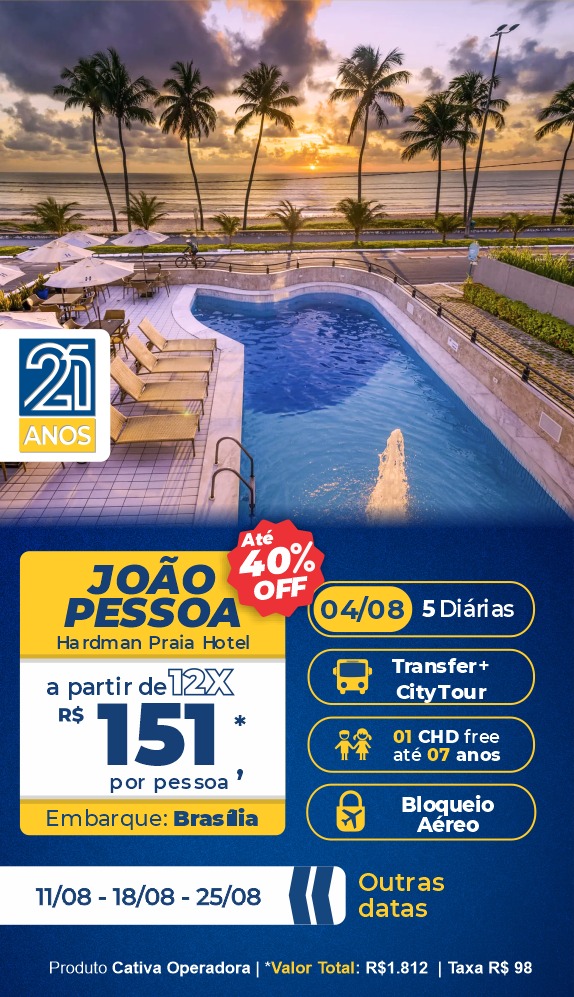 21
ANOS
Até
40%
OFF
JOÃO
PESSOA
Hardman Praia Hotel
a partir de 12X
R$ 151*,
por pessoa
Embarque: Brasília
04/08 5 Diárias
Transfer+
City Tour
01 CHD free
até 07 anos
Bloqueio
Aéreo
11/08 - 18/08 - 25/08
Outras
datas
Produto Cativa Operadora | *Valor Total: R$1.812 | Taxa R$ 98